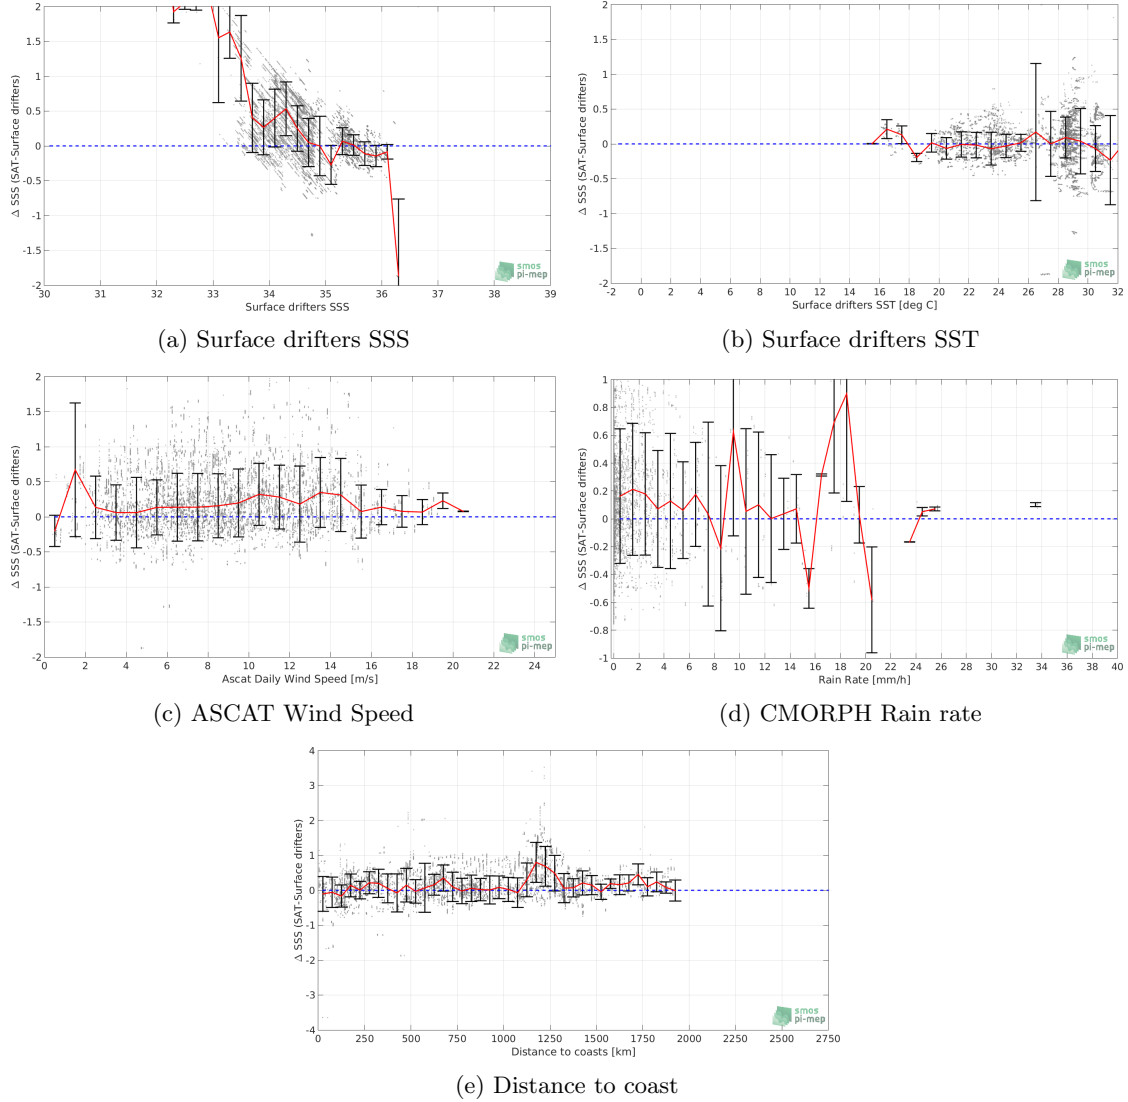 2
1.5
1
0.5
0
-0.5
-1
-1.5
-2
Δ SSS (SAT-Surface drifters)
30 31 32 33 34 35 36 37 38 39
Surface drifters SSS
smos
pi-mep
(a) Surface drifters SSS
2
1.5
1
0.5
0
-0.5
-1
-1.5
-2
Δ SSS (SAT-Surface drifters)
-2 0 2 4 6 8 10 12 14 16 18 20 22 24 26 28 30 32
Surface drifters SST [deg C]
smos
pi-mep
(b) Surface drifters SST
2
1.5
1
0.5
0
-0.5
-1
-1.5
-2
Δ SSS (SAT-Surface drifters)
0 2 4 6 8 10 12 14 16 18 20 22 24
Ascat Daily Wind Speed [m/s]
smos
pi-mep
(c) ASCAT Wind Speed
1
0.8
0.6
0.4
0.2
0
-0.2
-0.4
-0.6
-0.8
-1
Δ SSS (SAT-Surface drifters)
0 2 4 6 8 10 12 14 16 18 20 22 24 26 28 30 32 34 36 38 40
Rain Rate [mm/h]
smos
pi-mep
(d) CMORPH Rain rate
4
3
2
1
0
-1
-2
-3
-4
Δ SSS (SAT-Surface drifters)
0 250 500 750 1000 1250 1500 1750 2000 2250 2500 2750
Distance to coasts [km]
smos
pi-mep
(e) Distance to coast